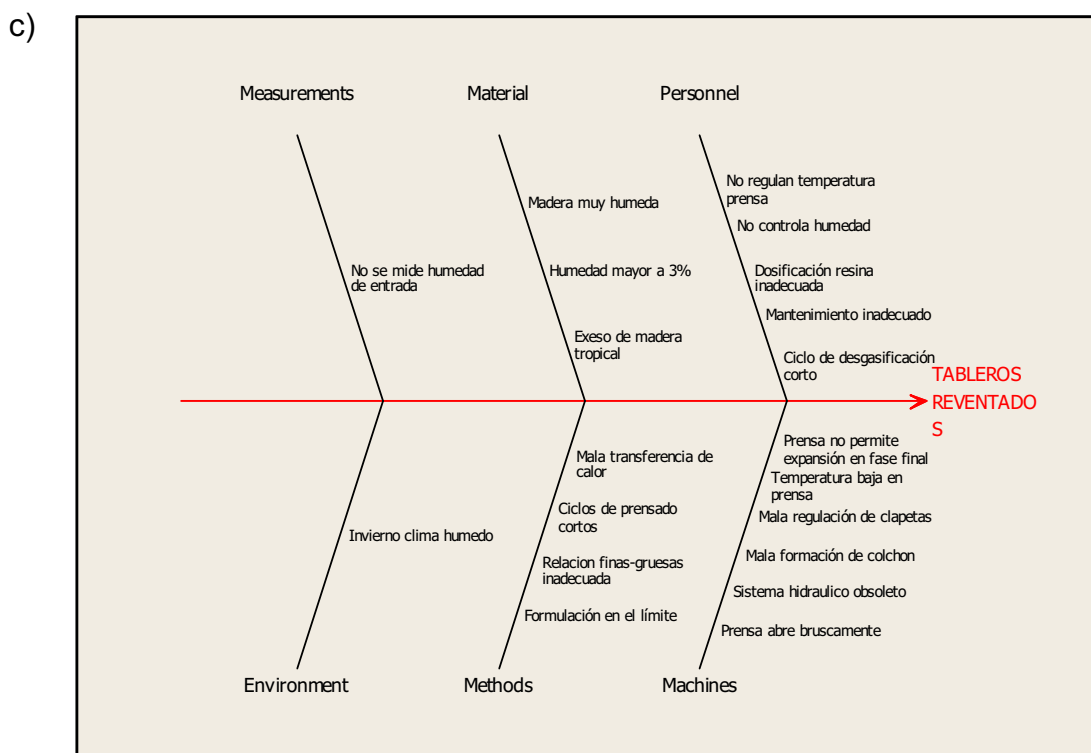 c)
Measurements
Material
Personnel
No regulan temperatura
prensa
Madera muy humeda
No controla humedad
No se mide humedad
de entrada
Humedad mayor a 3%
Dosificación resina
inadecuada
Mantenimiento inadecuado
Exeso de madera
tropical
Ciclo de desgasificación
corto
TABLEROS
REVENTADO
S
Prensa no permite
expansión en fase final
Mala transferencia de
calor
Temperatura baja en
prensa
Ciclos de prensado
cortos
Mala regulación de clapetas
Invierno clima humedo
Mala formación de colchon
Relacion finas-gruesas
inadecuada
Sistema hidraulico obsoleto
Formulación en el límite
Prensa abre bruscamente
Environment
Methods
Machines